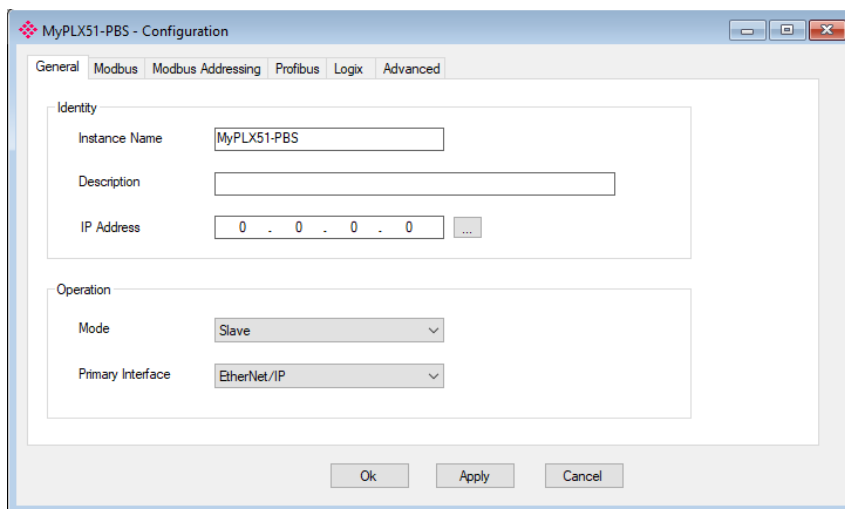 MyPLX51-PBS - Configuration
General Modbus Modbus Addressing Profibus Logix Advanced
Identity
Instance Name MyPLX51-PBS
Description
IP Address 0 . 0 . 0 . 0 ...
Operation
Mode Slave
Primary Interface EtherNet/IP
Ok Apply Cancel